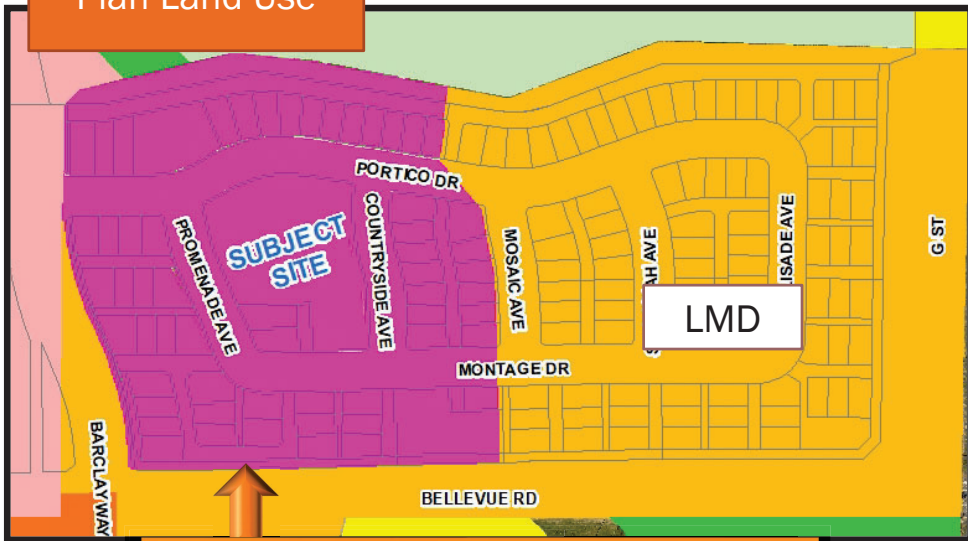 Plan Land Use
PORTICO DR
SUBJECT
SITE
PROMENADE AVE
COUNTRYSIDE AVE
MOSAIC AVE
G ST
LMD
MONTAGE DR
BARCLAY WAY
BELLEVUE RD